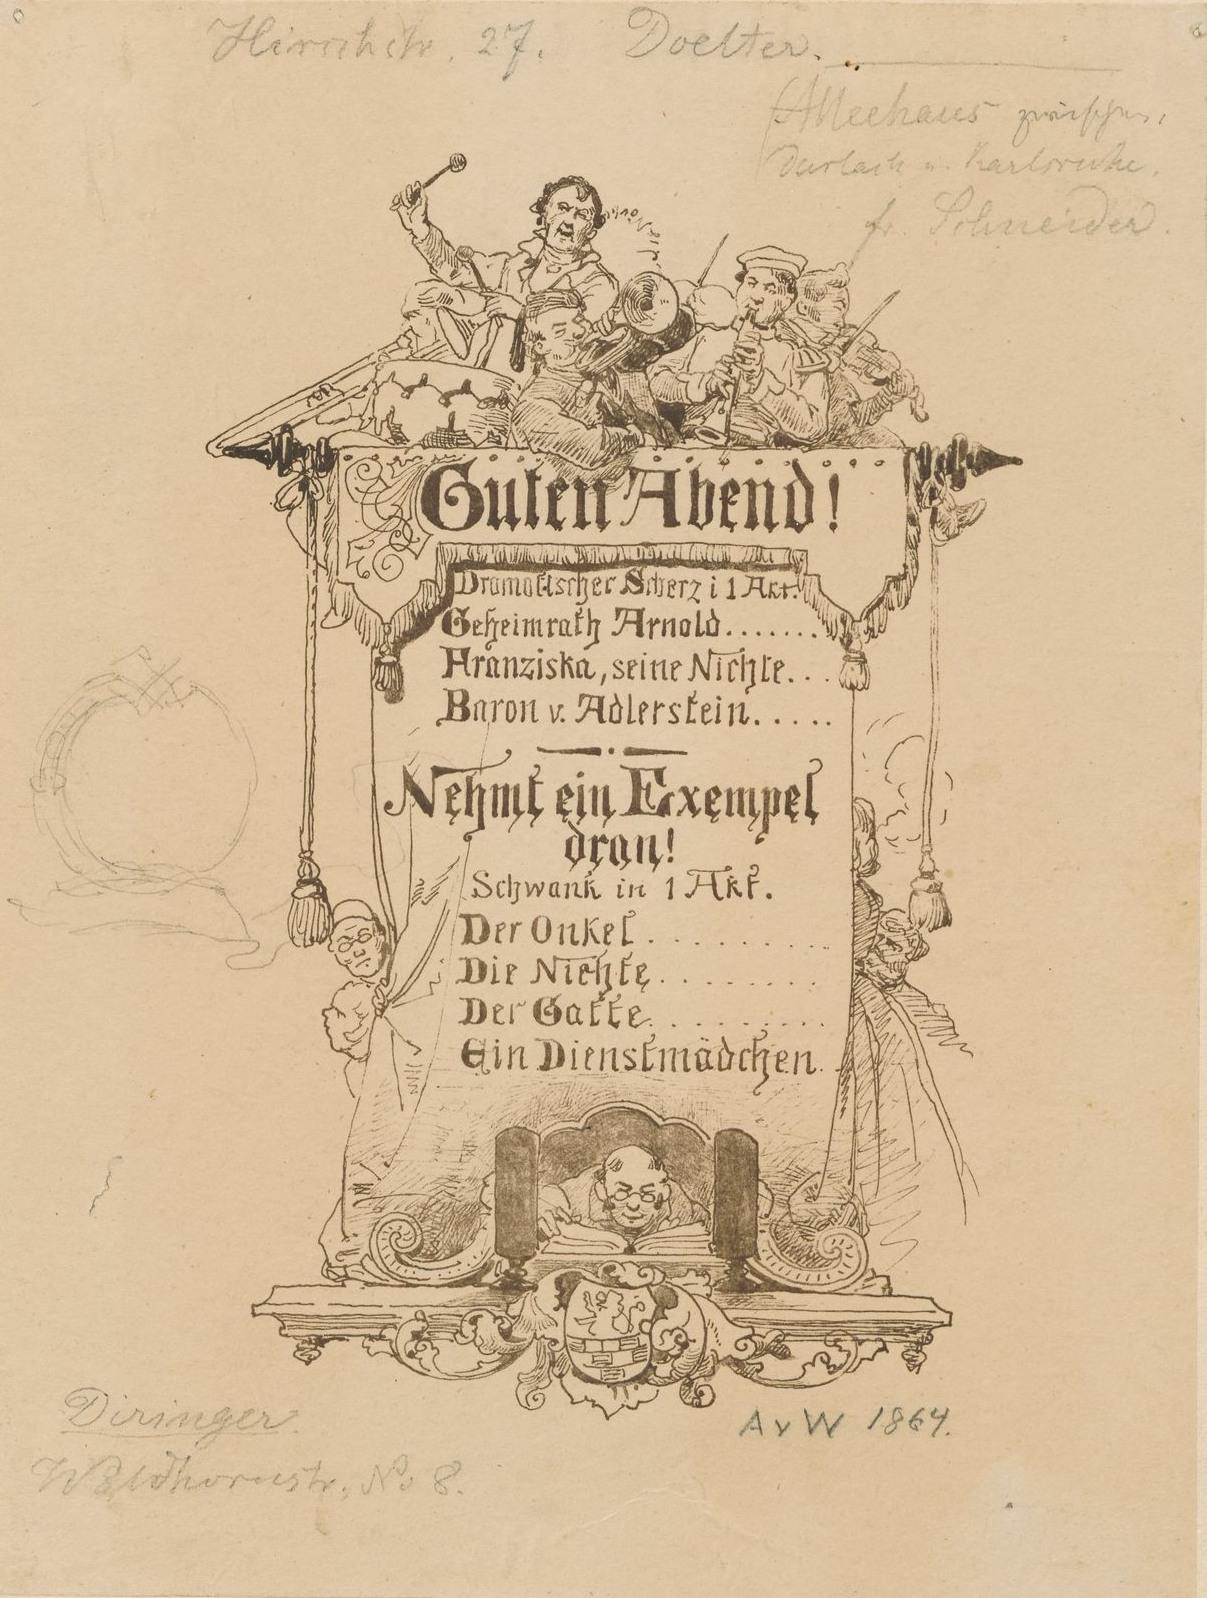 Hirschstr. 27. Doelter.
(Alleehaus zwischen
Durlach u. Karlsruhe.
fr. Schneider.
Guten Abend!
Dramatischer Scherz i 1 Akt.
Geheimrath Arnold.......
Franziska, seine Nichte...
Baron v. Adlerstein.....
Nehmt ein Exempel
dran!
Schwank in 1 Akt.
Der Onkel.........
Die Nichte........
Der Gatte.........
Ein Dienstmädchen..
AvW 1864.
Diringer.
Waldhornstr. No 8.